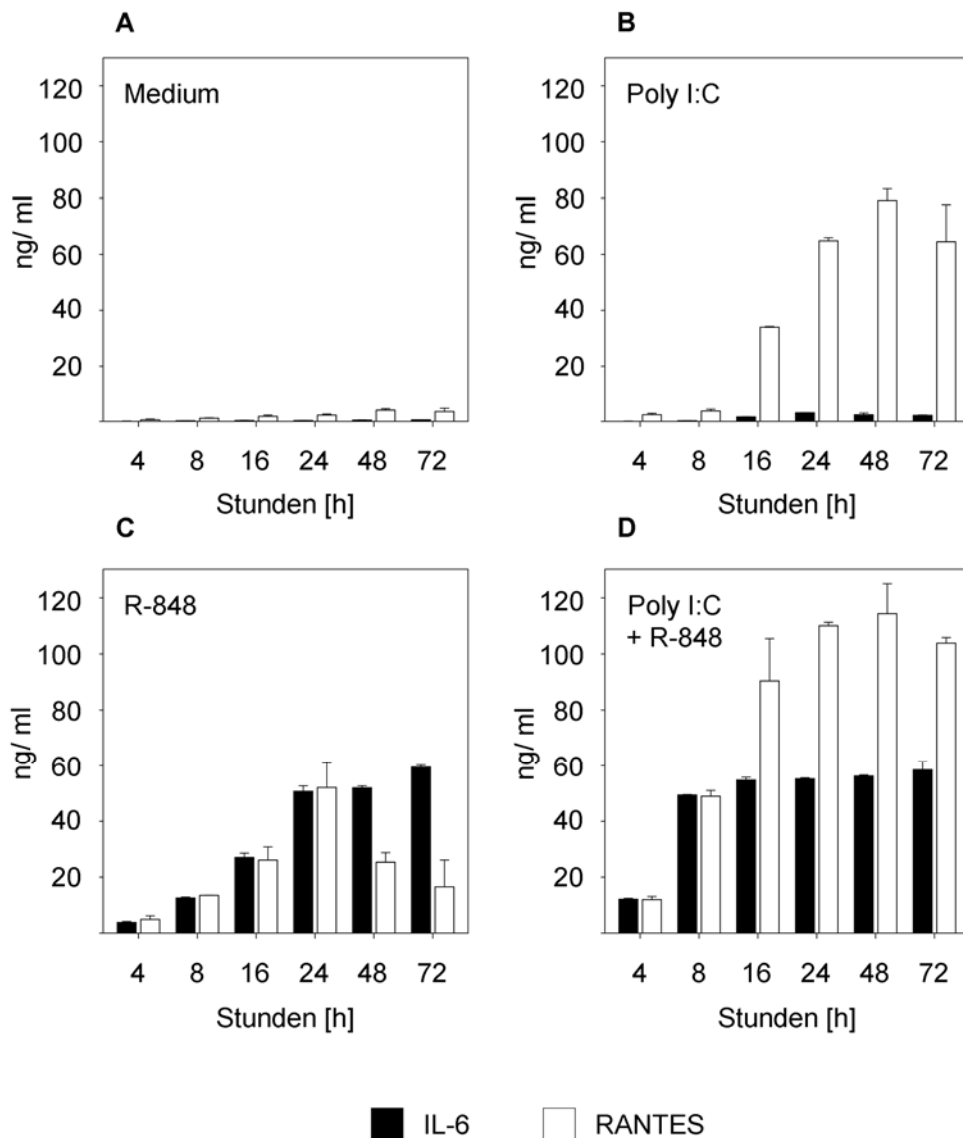 A
Medium
120
100
80
60
40
20
ng/ ml
4 8 16 24 48 72
Stunden [h]
B
Poly I:C
120
100
80
60
40
20
ng/ ml
4 8 16 24 48 72
Stunden [h]
C
R-848
120
100
80
60
40
20
ng/ ml
4 8 16 24 48 72
Stunden [h]
D
Poly I:C
+ R-848
120
100
80
60
40
20
ng/ ml
4 8 16 24 48 72
Stunden [h]
IL-6 RANTES